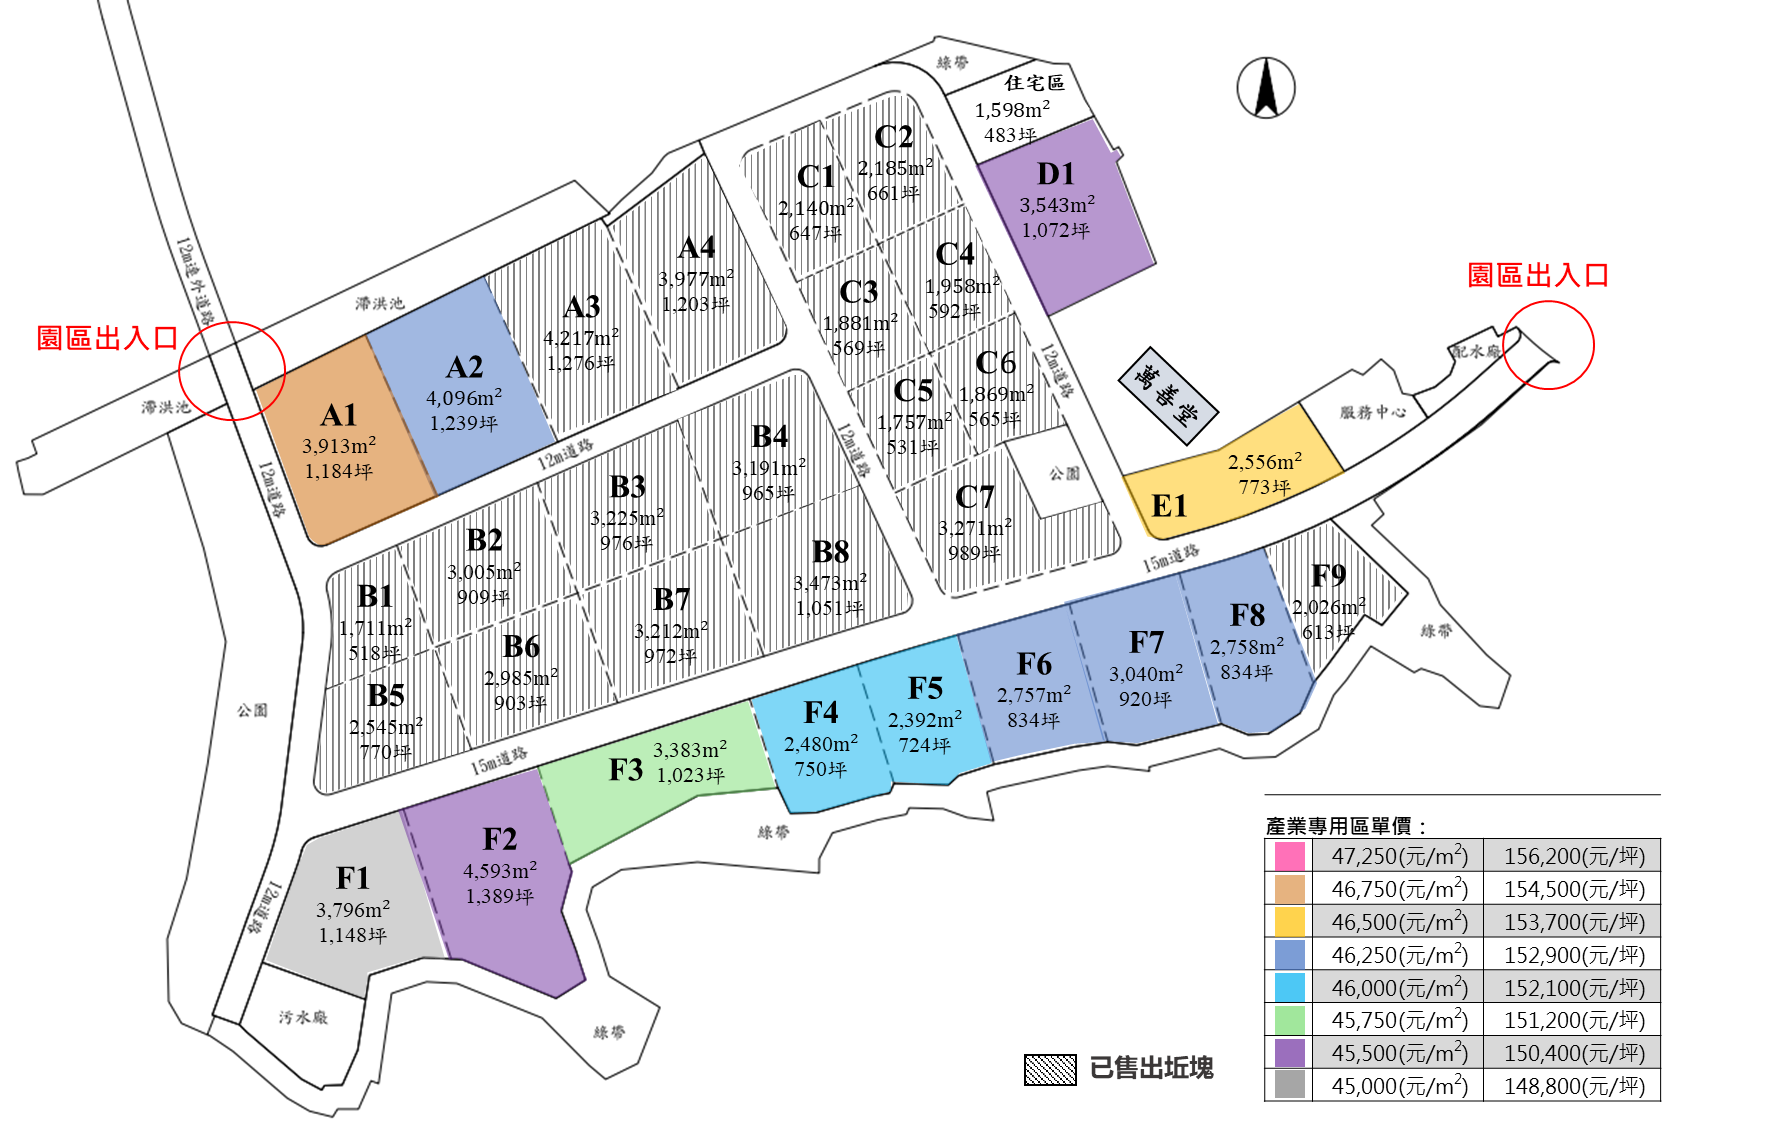 綠帶
住宅區
1,598m²
483坪
D1
3,543m²
1,072坪
C2
2,185m²
661坪
C1
2,140m²
647坪
C4
1,958m²
592坪
C3
1,881m²
569坪
C6
1,869m²
565坪
C5
1,757m²
531坪
C7
3,271m²
989坪
公園
12m道路
12m道路
A4
3,977m²
1,203坪
A3
4,217m²
1,276坪
A2
4,096m²
1,239坪
A1
3,913m²
1,184坪
12m連外道路
滯洪池
園區出入口
滯洪池
12m道路
12m道路
B4
3,191m²
965坪
B3
3,225m²
976坪
B2
3,005m²
909坪
B1
1,711m²
518坪
B8
3,473m²
1,051坪
B7
3,212m²
972坪
B6
2,985m²
903坪
B5
2,545m²
770坪
公園
15m道路
園區出入口
配水廠
萬善堂
服務中心
2,556m²
773坪
E1
15m道路
F9
2,026m²
613坪
綠帶
F8
2,758m²
834坪
F7
3,040m²
920坪
F6
2,757m²
834坪
F5
2,392m²
724坪
F4
2,480m²
750坪
F3
3,383m²
1,023坪
綠帶
F2
4,593m²
1,389坪
F1
3,796m²
1,148坪
12m道路
污水廠
綠帶
已售出坵塊
產業專用區單價：
47,250(元/m²) 156,200(元/坪)
46,750(元/m²) 154,500(元/坪)
46,500(元/m²) 153,700(元/坪)
46,250(元/m²) 152,900(元/坪)
46,000(元/m²) 152,100(元/坪)
45,750(元/m²) 151,200(元/坪)
45,500(元/m²) 150,400(元/坪)
45,000(元/m²) 148,800(元/坪)